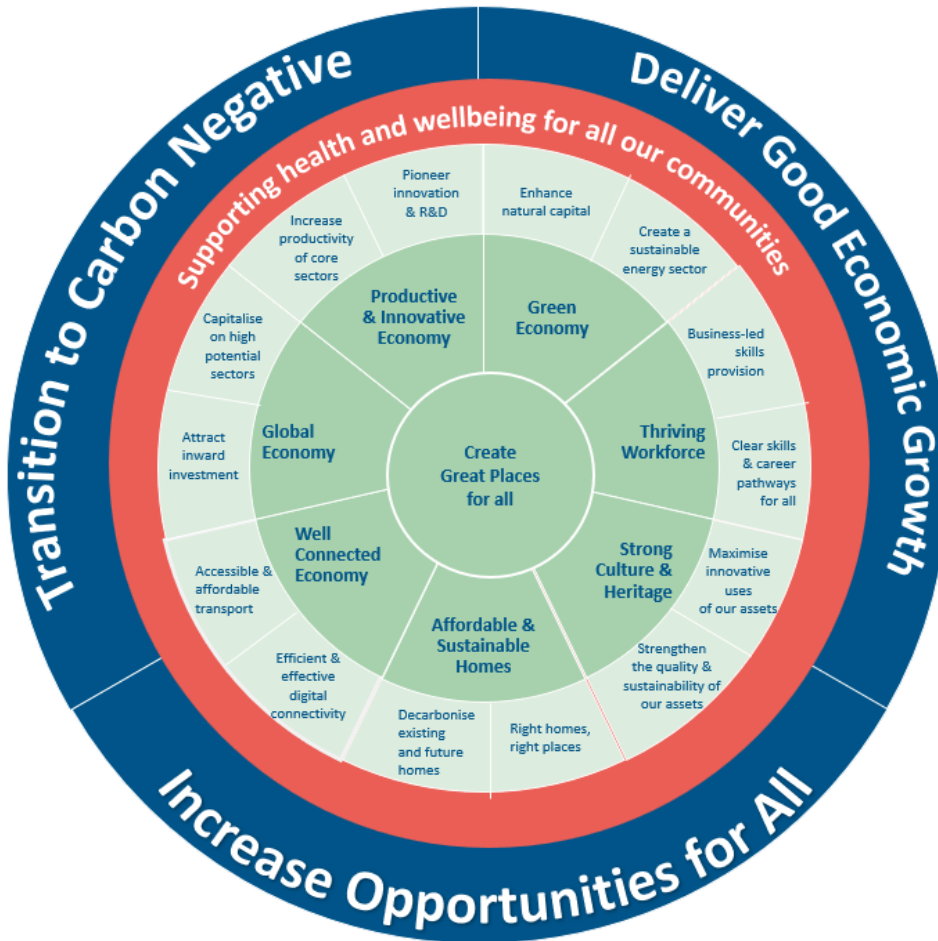 Transition to Carbon Negative
Deliver Good Economic Growth
Increase Opportunities for All
Supporting health and wellbeing for all our communities
Pioneer
innovation
& R&D
Enhance
natural capital
Create a
sustainable
energy sector
Business-led
skills
provision
Clear skills
& career
pathways
for all
Maximise
innovative
uses
of our assets
Strengthen
the quality &
sustainability of
our assets
Right homes,
right places
Decarbonise
existing
and future
homes
Efficient &
effective
digital
connectivity
Accessible &
affordable
transport
Attract
inward
investment
Capitalise
on high
potential
sectors
Increase
productivity
of core
sectors
Productive
& Innovative
Economy
Green
Economy
Thriving
Workforce
Strong
Culture &
Heritage
Affordable &
Sustainable
Homes
Well
Connected
Economy
Global
Economy
Create
Great Places
for all